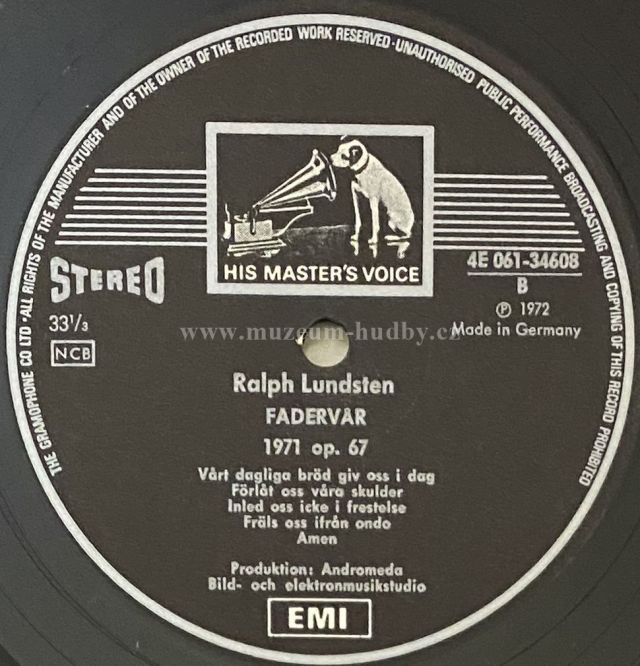 THE GRAMOPHONE CO LTD · ALL RIGHTS OF THE MANUFACTURER AND OF THE OWNER OF THE RECORDED WORK RESERVED · UNAUTHORISED PUBLIC PERFORMANCE BROADCASTING AND COPYING OF THIS RECORD PROHIBITED
HIS MASTER'S VOICE
STEREO
33⅓
NCB
4E 061-34608
B
℗ 1972
Made in Germany
www.muzeum-hudby.cz
Ralph Lundsten
FADERVÅR
1971 op. 67
Vårt dagliga bröd giv oss i dag
Förlåt oss våra skulder
Inled oss icke i frestelse
Fräls oss ifrån ondo
Amen
Produktion: Andromeda
Bild- och elektronmusikstudio
EMI